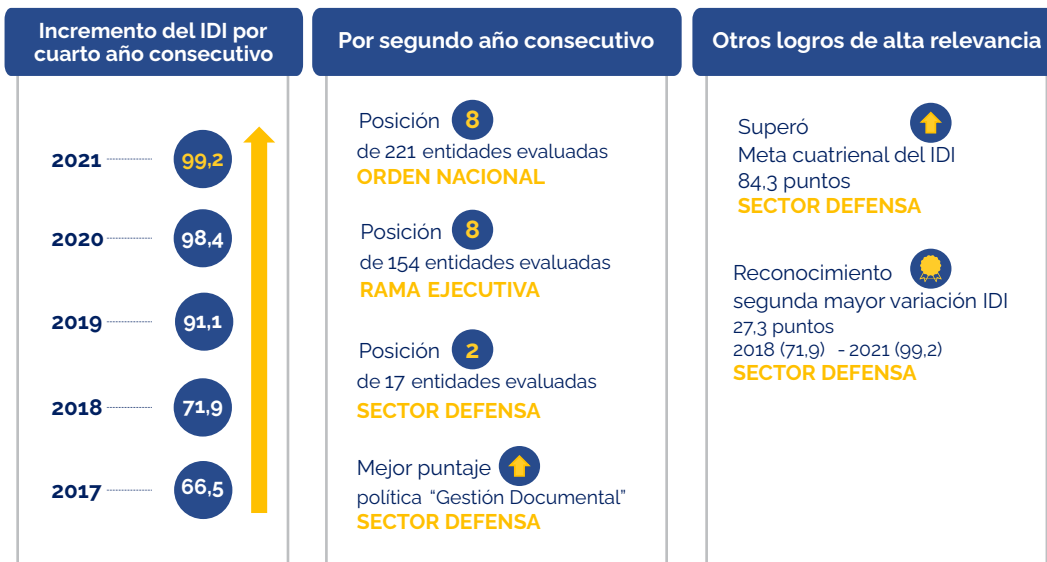 Incremento del IDI por
cuarto año consecutivo
2021
99,2
2020
98,4
2019
91,1
2018
71,9
2017
66,5
Por segundo año consecutivo
Posición 8
de 221 entidades evaluadas
ORDEN NACIONAL
Posición 8
de 154 entidades evaluadas
RAMA EJECUTIVA
Posición 2
de 17 entidades evaluadas
SECTOR DEFENSA
Mejor puntaje
política “Gestión Documental”
SECTOR DEFENSA
Otros logros de alta relevancia
Superó
Meta cuatrienal del IDI
84,3 puntos
SECTOR DEFENSA
Reconocimiento
segunda mayor variación IDI
27,3 puntos
2018 (71,9) - 2021 (99,2)
SECTOR DEFENSA